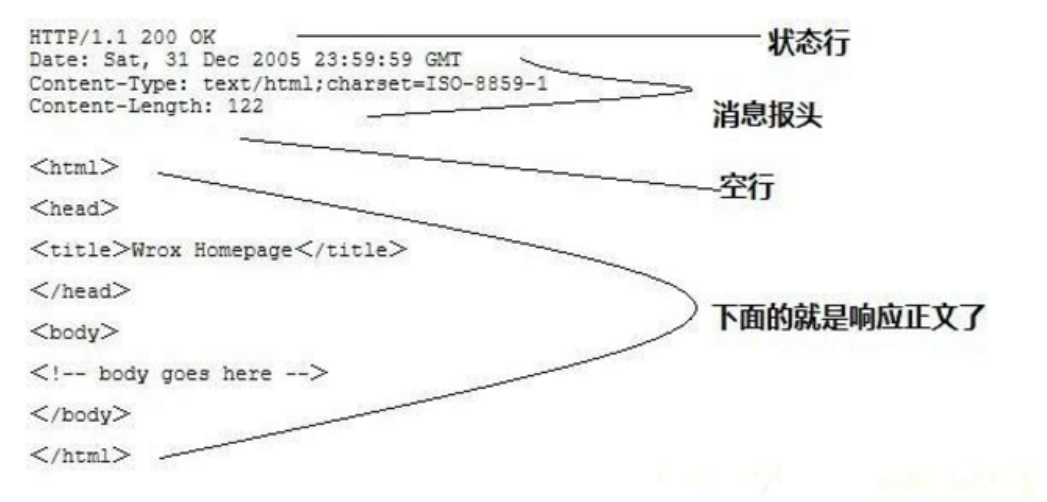 HTTP/1.1 200 OK
状态行
Date: Sat, 31 Dec 2005 23:59:59 GMT
Content-Type: text/html;charset=ISO-8859-1
Content-Length: 122
消息报头
空行
<html>
<head>
<title>Wrox Homepage</title>
</head>
<body>
<!-- body goes here -->
</body>
</html>
下面的就是响应正文了